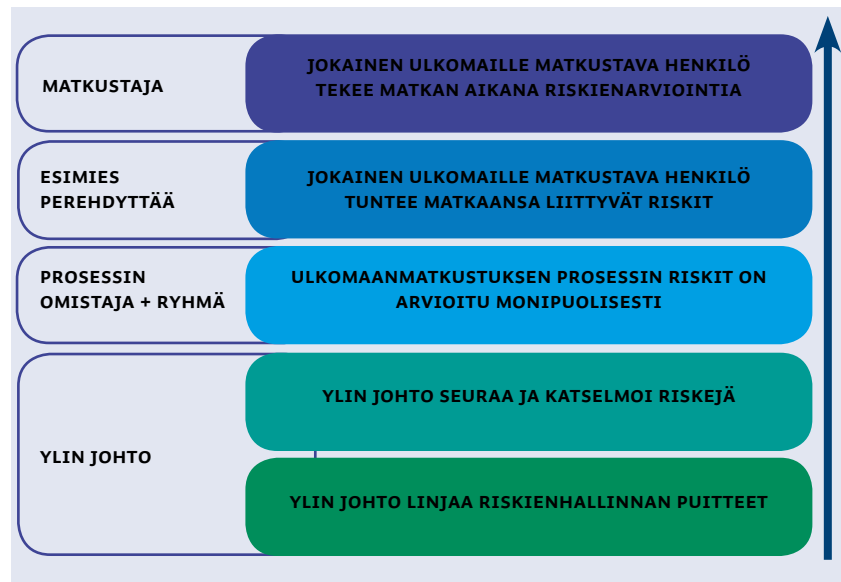 MATKUSTAJA
JOKAINEN ULKOMAILLE MATKUSTAVA HENKILÖ
TEKEE MATKAN AIKANA RISKIENARVIOINTIA
ESIMIES
PEREHDYTTÄÄ
JOKAINEN ULKOMAILLE MATKUSTAVA HENKILÖ
TUNTEE MATKAANSA LIITTYVÄT RISKIT
PROSESSIN
OMISTAJA + RYHMÄ
ULKOMAANMATKUSTUKSEN PROSESSIN RISKIT ON
ARVIOITU MONIPUOLISESTI
YLIN JOHTO
YLIN JOHTO SEURAA JA KATSELMOI RISKEJÄ
YLIN JOHTO LINJAA RISKIENHALLINNAN PUITTEET